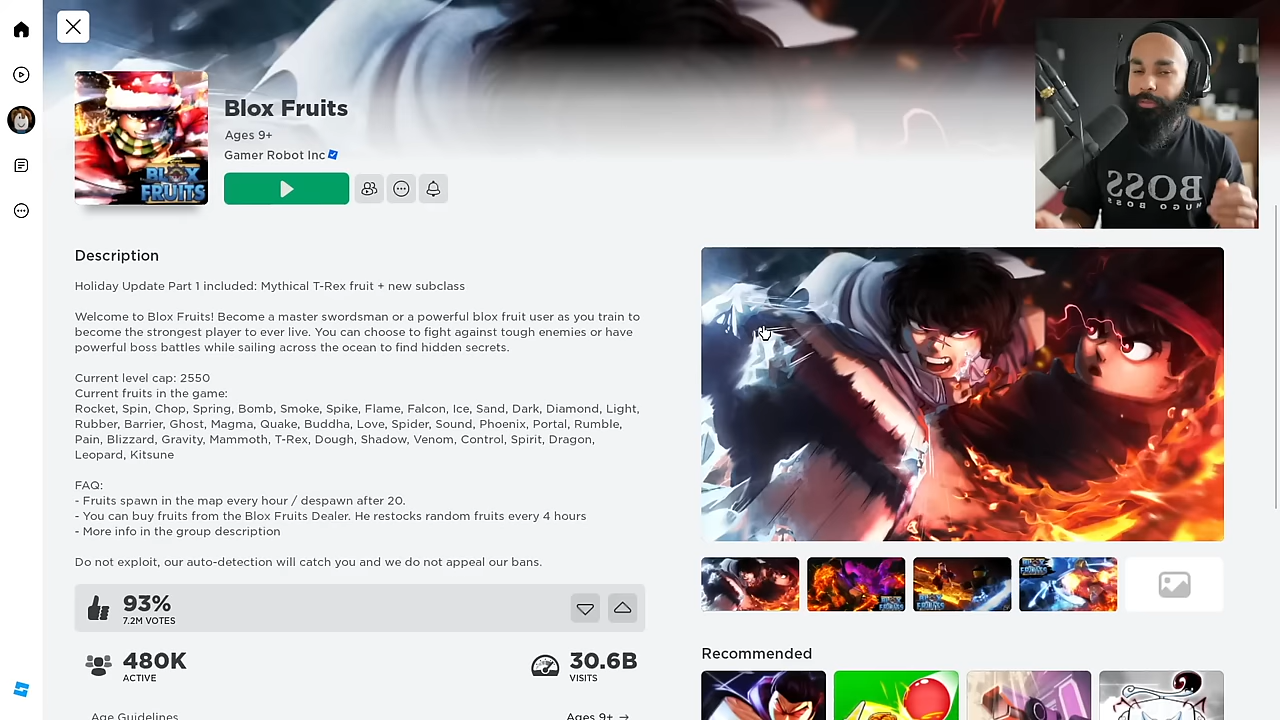 Blox Fruits
Ages 9+
Gamer Robot Inc
BLOX
FRUITS
BOSS
HUGO BOSS
Description
Holiday Update Part 1 included: Mythical T-Rex fruit + new subclass
Welcome to Blox Fruits! Become a master swordsman or a powerful blox fruit user as you train to
become the strongest player to ever live. You can choose to fight against tough enemies or have
powerful boss battles while sailing across the ocean to find hidden secrets.
Current level cap: 2550
Current fruits in the game:
Rocket, Spin, Chop, Spring, Bomb, Smoke, Spike, Flame, Falcon, Ice, Sand, Dark, Diamond, Light,
Rubber, Barrier, Ghost, Magma, Quake, Buddha, Love, Spider, Sound, Phoenix, Portal, Rumble,
Pain, Blizzard, Gravity, Mammoth, T-Rex, Dough, Shadow, Venom, Control, Spirit, Dragon,
Leopard, Kitsune
FAQ:
- Fruits spawn in the map every hour / despawn after 20.
- You can buy fruits from the Blox Fruits Dealer. He restocks random fruits every 4 hours
- More info in the group description
Do not exploit, our auto-detection will catch you and we do not appeal our bans.
93%
7.2M VOTES
480K
ACTIVE
30.6B
VISITS
Age Guidelines
Ages 9+ →
BLOX
FRUITS
BLOX
FRUITS
BLOX
FRUITS
Recommended